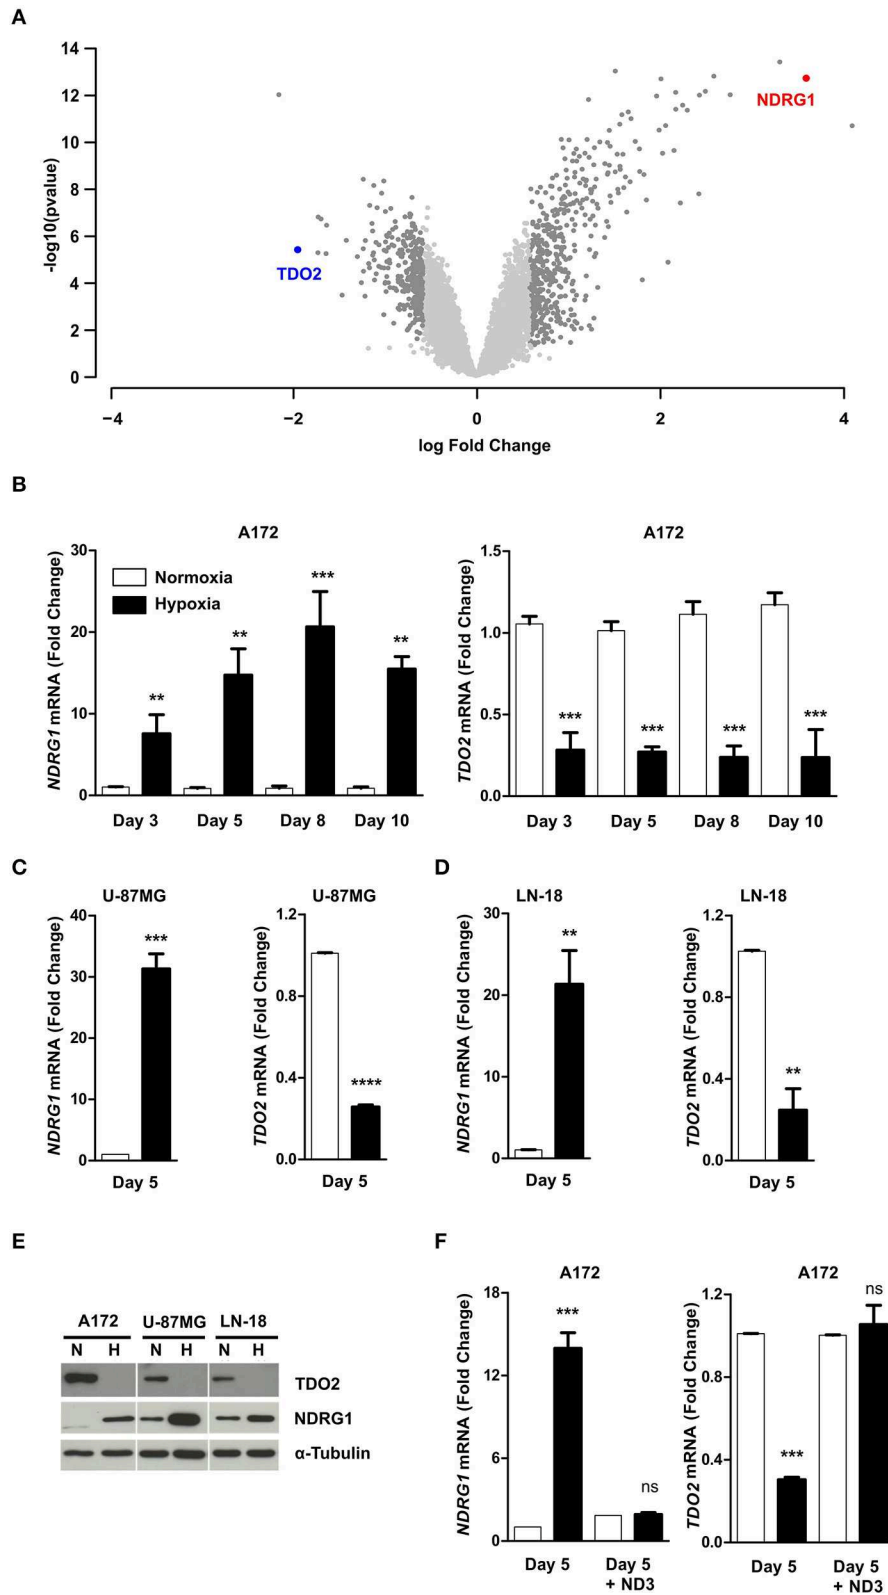 A
14
12
10
8
6
4
2
0
-log10(pvalue)
NDRG1
TDO2
−4
−2
0
2
4
log Fold Change
B
A172
30
20
10
0
NDRG1 mRNA (Fold Change)
Normoxia
Hypoxia
**
**
***
**
Day 3
Day 5
Day 8
Day 10
A172
1.5
1.0
0.5
0.0
TDO2 mRNA (Fold Change)
***
***
***
***
Day 3
Day 5
Day 8
Day 10
C
U-87MG
40
30
20
10
0
NDRG1 mRNA (Fold Change)
***
Day 5
U-87MG
1.2
0.8
0.4
0.0
TDO2 mRNA (Fold Change)
****
Day 5
D
LN-18
30
20
10
0
NDRG1 mRNA (Fold Change)
**
Day 5
LN-18
1.2
0.8
0.4
0.0
TDO2 mRNA (Fold Change)
**
Day 5
E
A172 U-87MG LN-18
N H N H N H
TDO2
NDRG1
α-Tubulin
F
A172
18
12
6
0
NDRG1 mRNA (Fold Change)
***
ns
Day 5
Day 5
+ ND3
A172
1.2
0.8
0.4
0.0
TDO2 mRNA (Fold Change)
***
ns
Day 5
Day 5
+ ND3